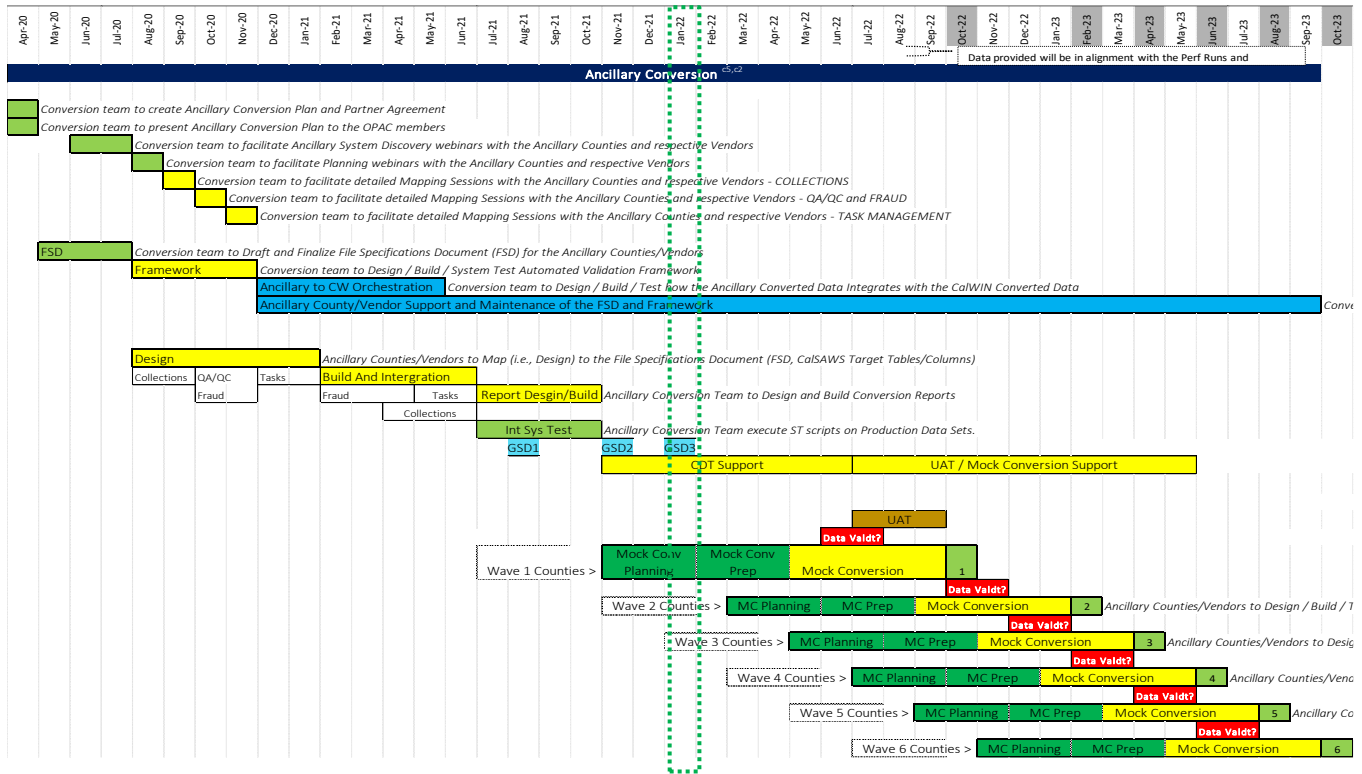 Apr-20 May-20 Jun-20 Jul-20 Aug-20 Sep-20 Oct-20 Nov-20 Dec-20 Jan-21 Feb-21 Mar-21 Apr-21 May-21 Jun-21 Jul-21 Aug-21 Sep-21 Oct-21 Nov-21 Dec-21 Jan-22 Feb-22 Mar-22 Apr-22 May-22 Jun-22 Jul-22 Aug-22 Sep-22 Oct-22 Nov-22 Dec-22 Jan-23 Feb-23 Mar-23 Apr-23 May-23 Jun-23 Jul-23 Aug-23 Sep-23 Oct-23
Data provided will be in alignment with the Perf Runs and
Ancillary Conversion c5,c2
Conversion team to create Ancillary Conversion Plan and Partner Agreement
Conversion team to present Ancillary Conversion Plan to the OPAC members
Conversion team to facilitate Ancillary System Discovery webinars with the Ancillary Counties and respective Vendors
Conversion team to facilitate Planning webinars with the Ancillary Counties and respective Vendors
Conversion team to facilitate detailed Mapping Sessions with the Ancillary Counties and respective Vendors - COLLECTIONS
Conversion team to facilitate detailed Mapping Sessions with the Ancillary Counties and respective Vendors - QA/QC and FRAUD
Conversion team to facilitate detailed Mapping Sessions with the Ancillary Counties and respective Vendors - TASK MANAGEMENT
FSD Conversion team to Draft and Finalize File Specifications Document (FSD) for the Ancillary Counties/Vendors
Framework Conversion team to Design / Build / System Test Automated Validation Framework
Ancillary to CW Orchestration Conversion team to Design / Build / Test how the Ancillary Converted Data Integrates with the CalWIN Converted Data
Ancillary County/Vendor Support and Maintenance of the FSD and Framework Conve
Design Ancillary Counties/Vendors to Map (i.e., Design) to the File Specifications Document (FSD, CalSAWS Target Tables/Columns)
Collections QA/QC Tasks Build And Intergration
Fraud Fraud Tasks Report Desgin/Build Ancillary Conversion Team to Design and Build Conversion Reports
Collections
Int Sys Test Ancillary Conversion Team execute ST scripts on Production Data Sets.
GSD1 GSD2 GSD3
CDT Support UAT / Mock Conversion Support
UAT
Data Valdt?
Mock Conv Mock Conv
Wave 1 Counties > Planning Prep Mock Conversion 1
Data Valdt?
Wave 2 Counties > MC Planning MC Prep Mock Conversion 2 Ancillary Counties/Vendors to Design / Build / T
Data Valdt?
Wave 3 Counties > MC Planning MC Prep Mock Conversion 3 Ancillary Counties/Vendors to Desig
Data Valdt?
Wave 4 Counties > MC Planning MC Prep Mock Conversion 4 Ancillary Counties/Vend
Data Valdt?
Wave 5 Counties > MC Planning MC Prep Mock Conversion 5 Ancillary Co
Data Valdt?
Wave 6 Counties > MC Planning MC Prep Mock Conversion 6